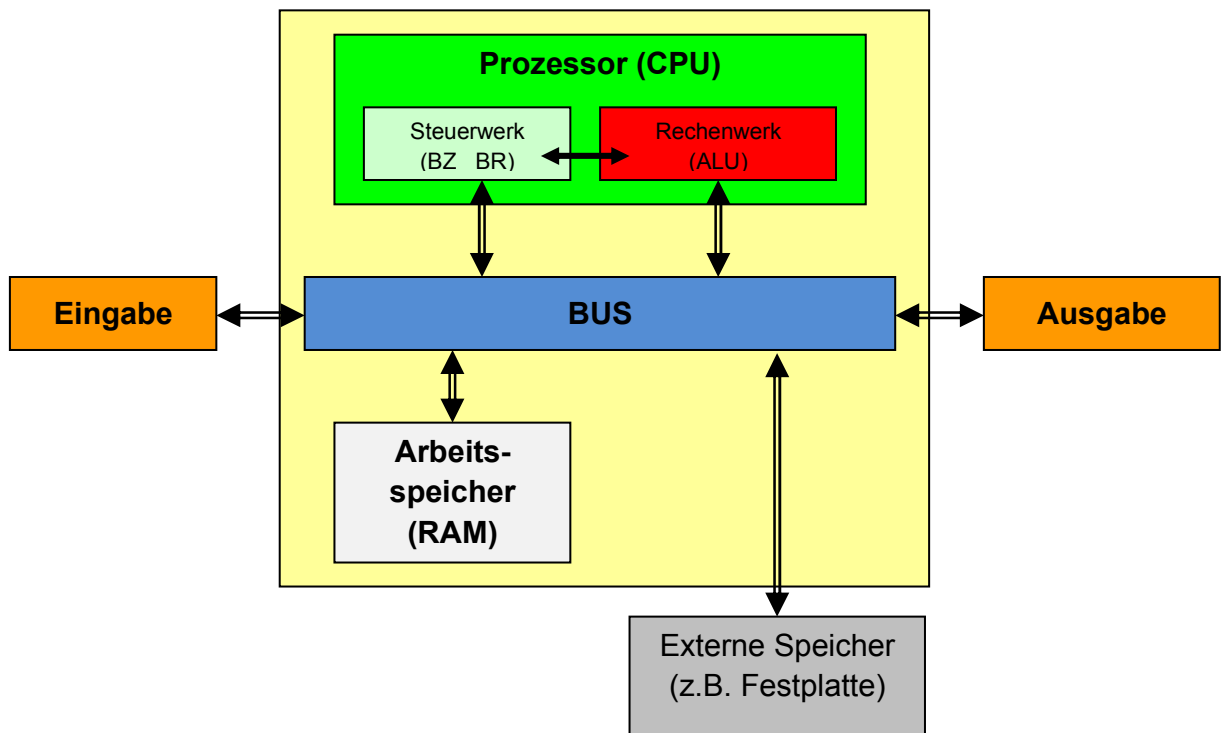 Prozessor (CPU)
Steuerwerk
(BZ BR)
Rechenwerk
(ALU)
Eingabe
BUS
Ausgabe
Arbeits-
speicher
(RAM)
Externe Speicher
(z.B. Festplatte)